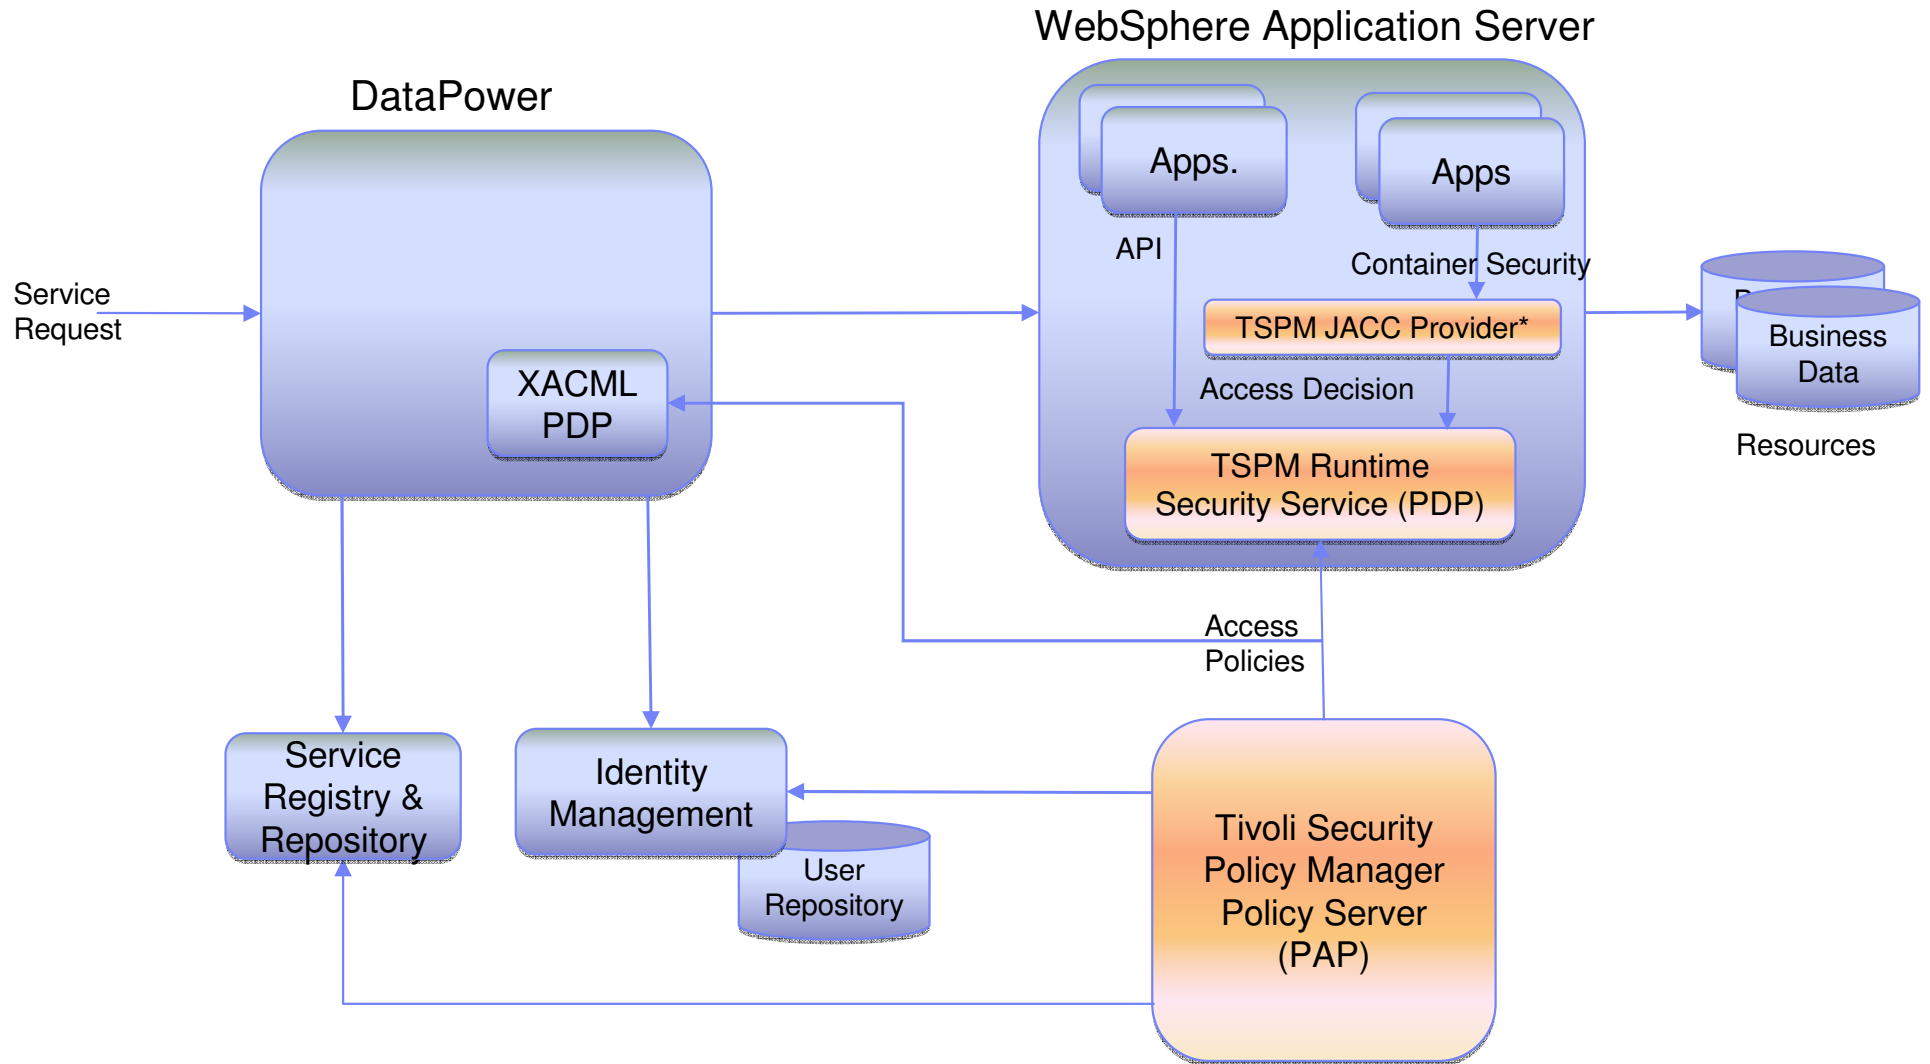 WebSphere Application Server
DataPower
Apps.
Apps
API
Container Security
Service
Request
TSPM JACC Provider*
Business
Data
XACML
PDP
Access Decision
Resources
TSPM Runtime
Security Service (PDP)
Access
Policies
Service
Registry &
Repository
Identity
Management
User
Repository
Tivoli Security
Policy Manager
Policy Server
(PAP)